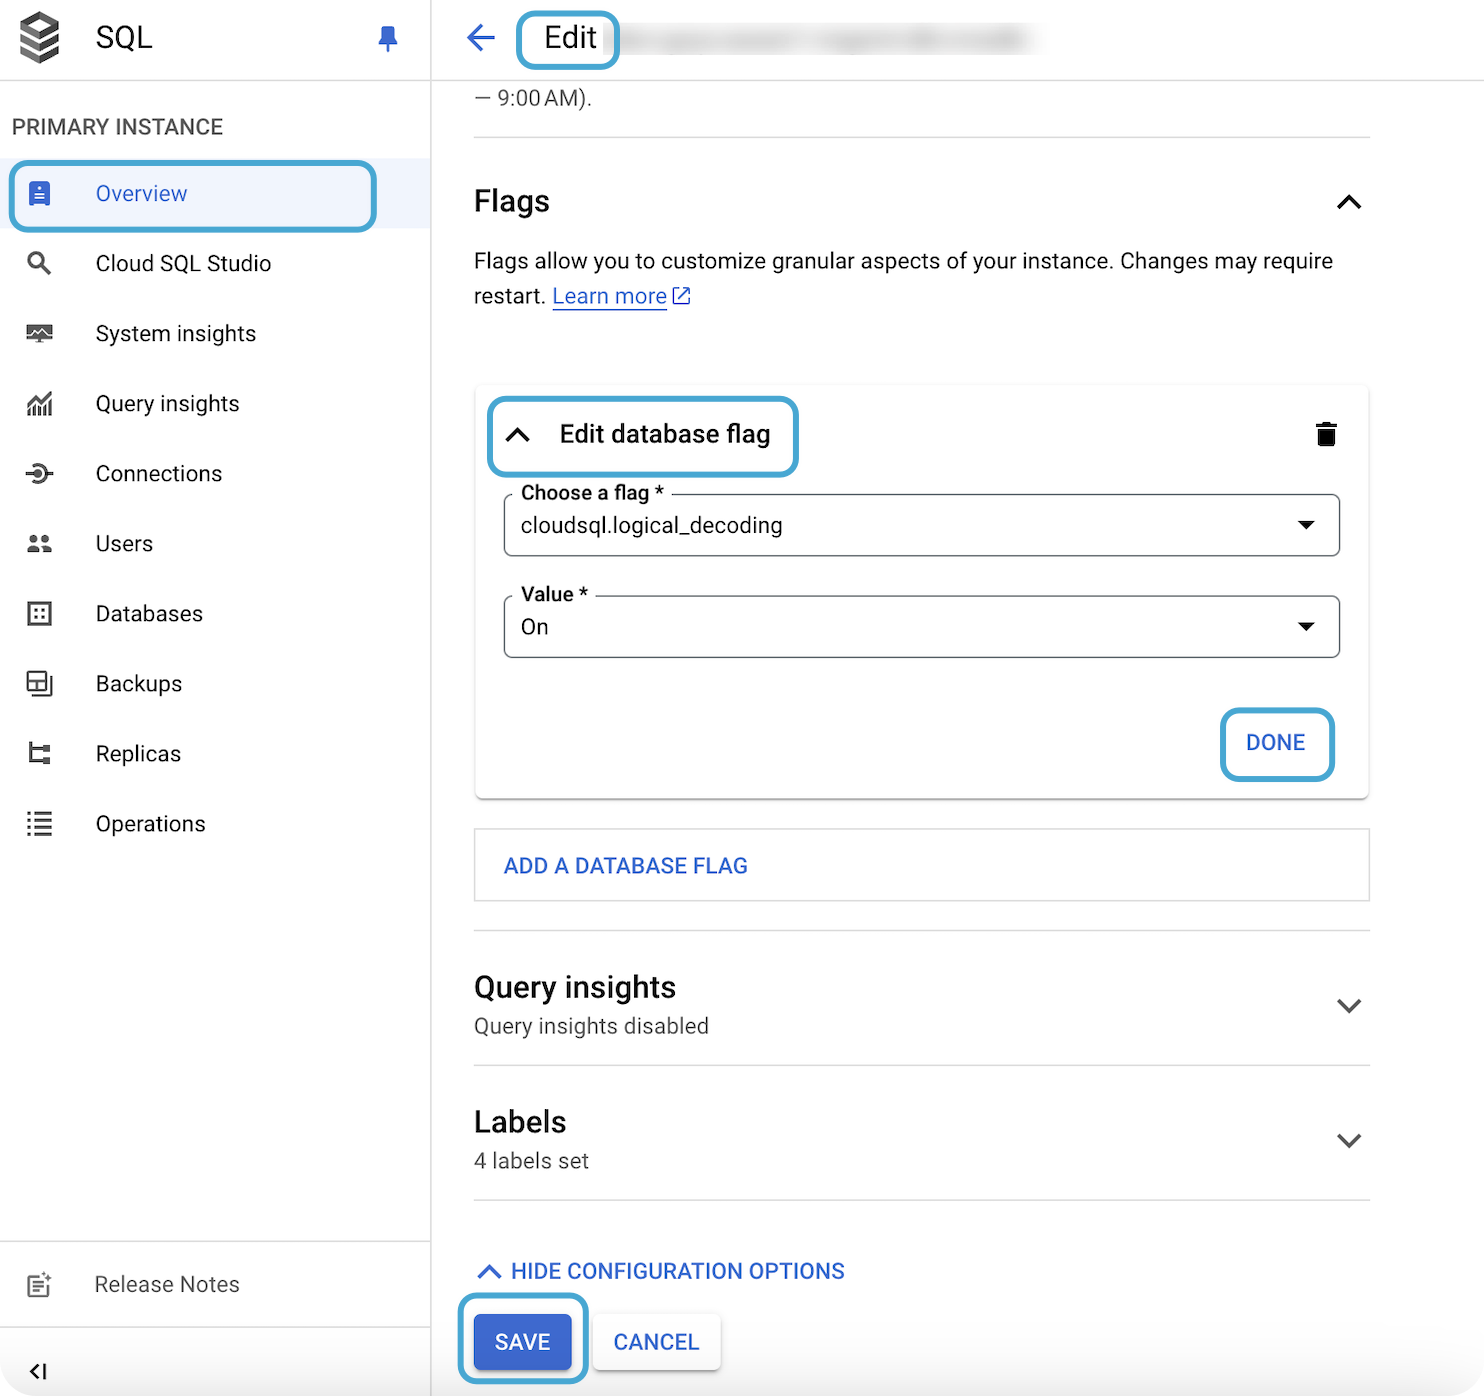 SQL
PRIMARY INSTANCE
Overview
Cloud SQL Studio
System insights
Query insights
Connections
Users
Databases
Backups
Replicas
Operations
Release Notes
Edit
— 9:00 AM).
Flags
Flags allow you to customize granular aspects of your instance. Changes may require
restart. Learn more
Edit database flag
Choose a flag *
cloudsql.logical_decoding
Value *
On
DONE
ADD A DATABASE FLAG
Query insights
Query insights disabled
Labels
4 labels set
HIDE CONFIGURATION OPTIONS
SAVE
CANCEL